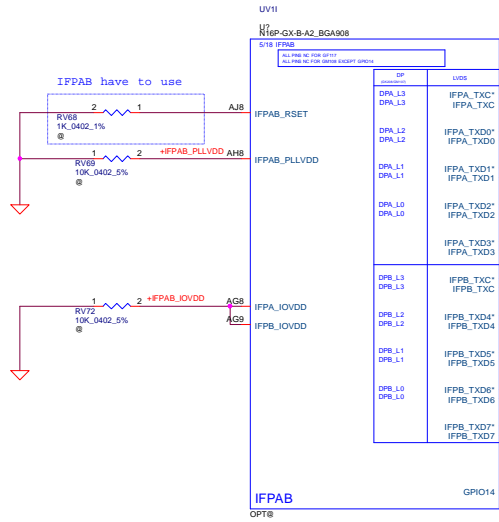 UV1I
U?
N16P-GX-B-A2_BGA908
5/18 IFPAB
ALL PINS NC FOR GF117
ALL PINS NC FOR GM108 EXCEPT GPIO14
IFPAB have to use
DP
LVDS
2 1 AJ8 IFPAB_RSET
RV68
1K_0402_1%
@
1 2 +IFPAB_PLLVDD AH8 IFPAB_PLLVDD
RV69
10K_0402_5%
@
DPA_L3 IFPA_TXC*
DPA_L3 IFPA_TXC
DPA_L2 IFPA_TXD0*
DPA_L2 IFPA_TXD0
DPA_L1 IFPA_TXD1*
DPA_L1 IFPA_TXD1
DPA_L0 IFPA_TXD2*
DPA_L0 IFPA_TXD2
IFPA_TXD3*
IFPA_TXD3
1 2 +IFPAB_IOVDD AG8 IFPA_IOVDD
AG9 IFPB_IOVDD
RV72
10K_0402_5%
@
DPB_L3 IFPB_TXC*
DPB_L3 IFPB_TXC
DPB_L2 IFPB_TXD4*
DPB_L2 IFPB_TXD4
DPB_L1 IFPB_TXD5*
DPB_L1 IFPB_TXD5
DPB_L0 IFPB_TXD6*
DPB_L0 IFPB_TXD6
IFPB_TXD7*
IFPB_TXD7
IFPAB
GPIO14
OPT@